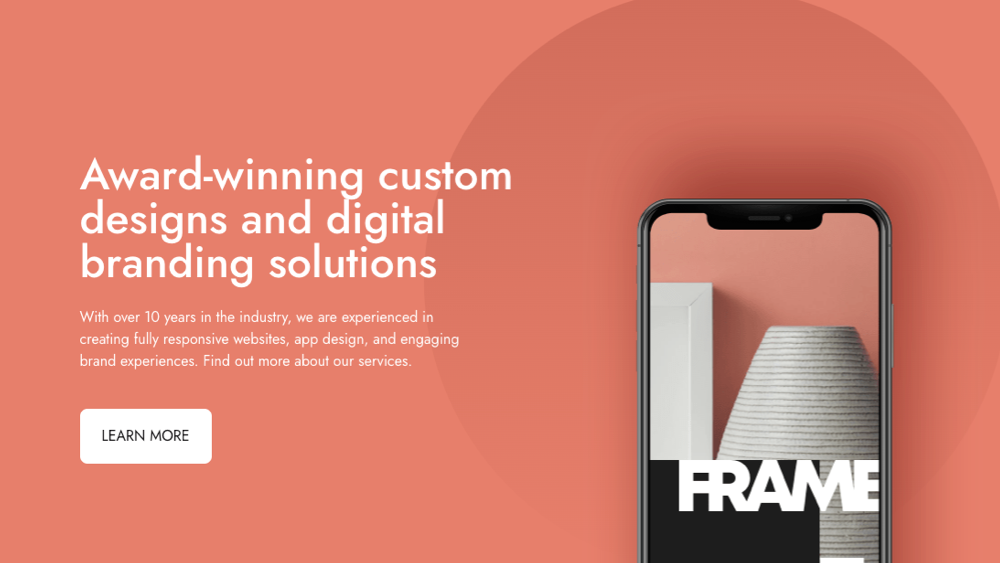 Award-winning custom
designs and digital
branding solutions
With over 10 years in the industry, we are experienced in
creating fully responsive websites, app design, and engaging
brand experiences. Find out more about our services.
LEARN MORE
FRAME